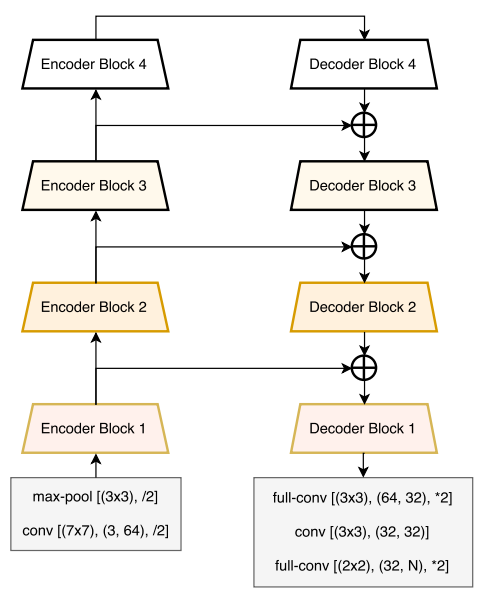 Encoder Block 4
Decoder Block 4
Encoder Block 3
Decoder Block 3
Encoder Block 2
Decoder Block 2
Encoder Block 1
Decoder Block 1
max-pool [(3x3), /2]
conv [(7x7), (3, 64), /2]
full-conv [(3x3), (64, 32), *2]
conv [(3x3), (32, 32)]
full-conv [(2x2), (32, N), *2]